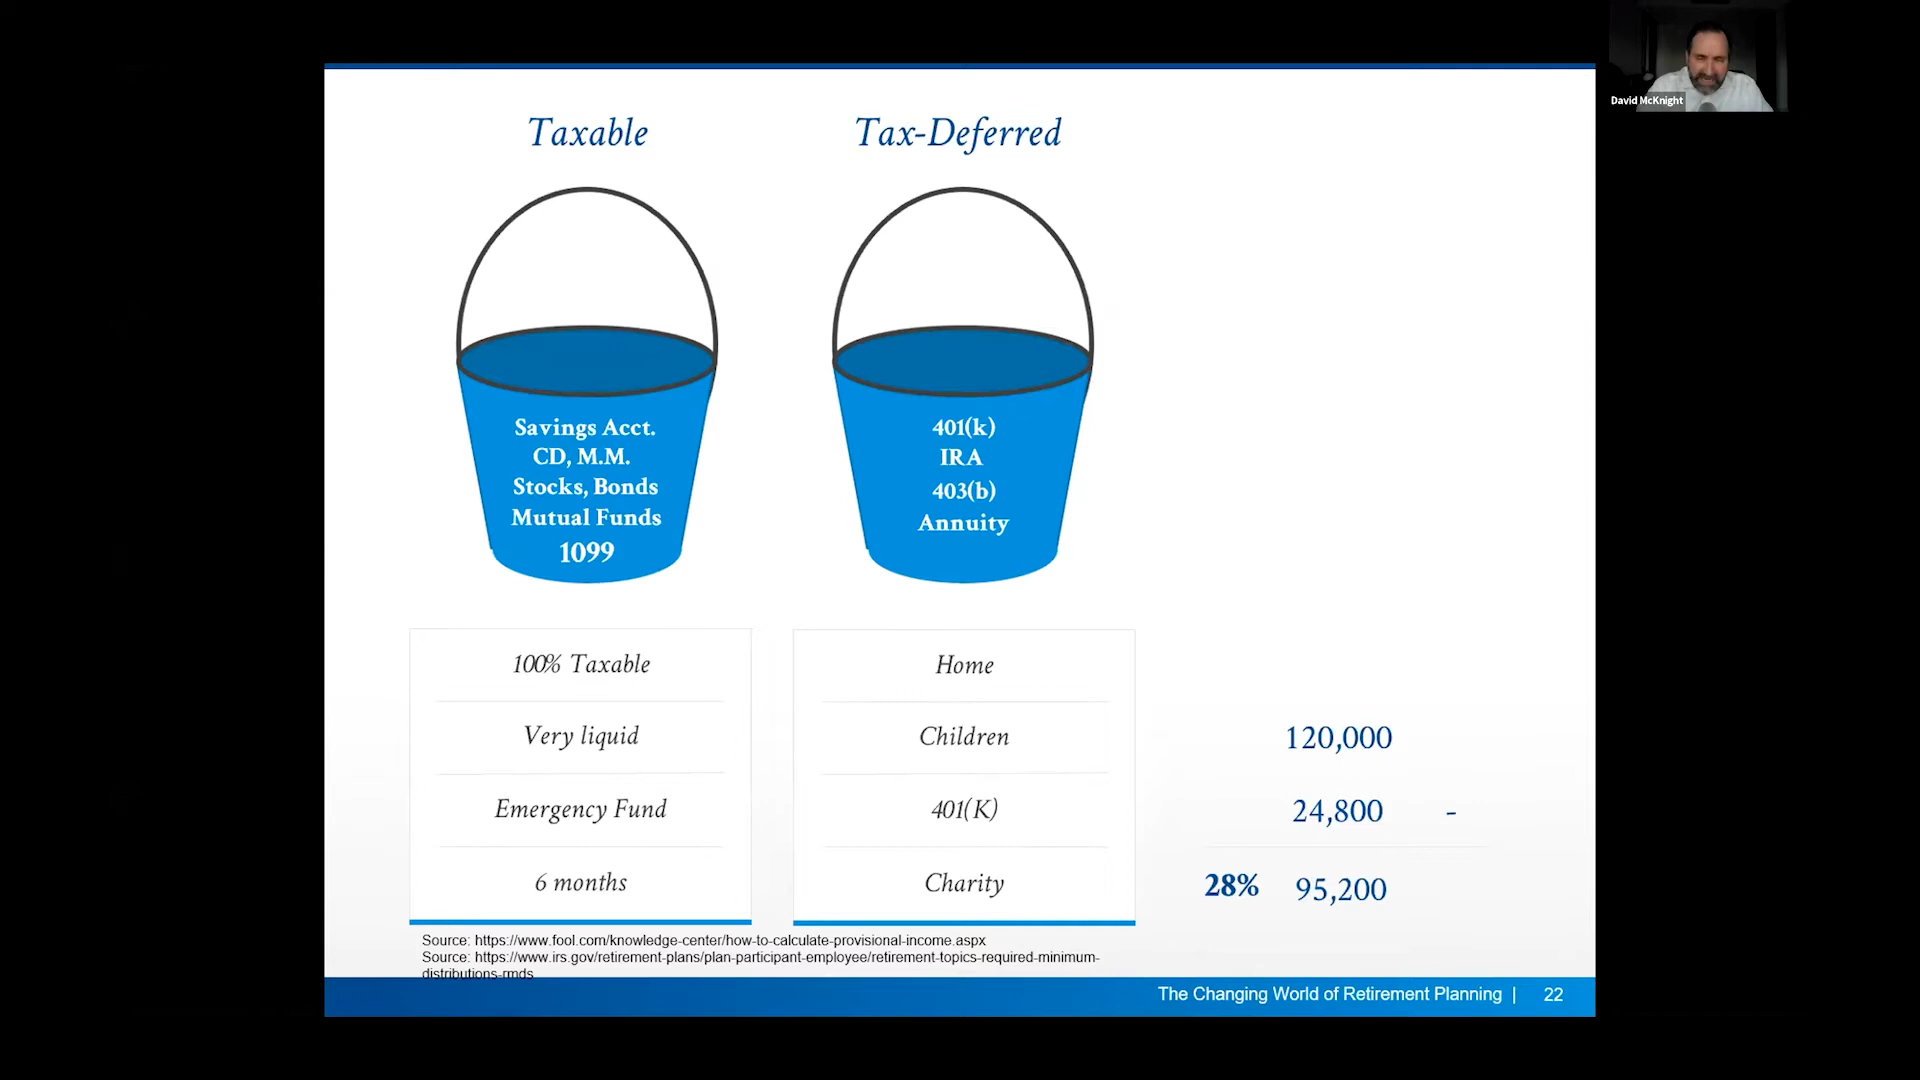 David McKnight
Taxable
Tax-Deferred
Savings Acct.
CD, M.M.
Stocks, Bonds
Mutual Funds
1099
401(k)
IRA
403(b)
Annuity
100% Taxable
Very liquid
Emergency Fund
6 months
Home
Children
401(K)
Charity
120,000
24,800 -
28% 95,200
Source: https://www.fool.com/knowledge-center/how-to-calculate-provisional-income.aspx
Source: https://www.irs.gov/retirement-plans/plan-participant-employee/retirement-topics-required-minimum-
distributions-rmds
The Changing World of Retirement Planning | 22